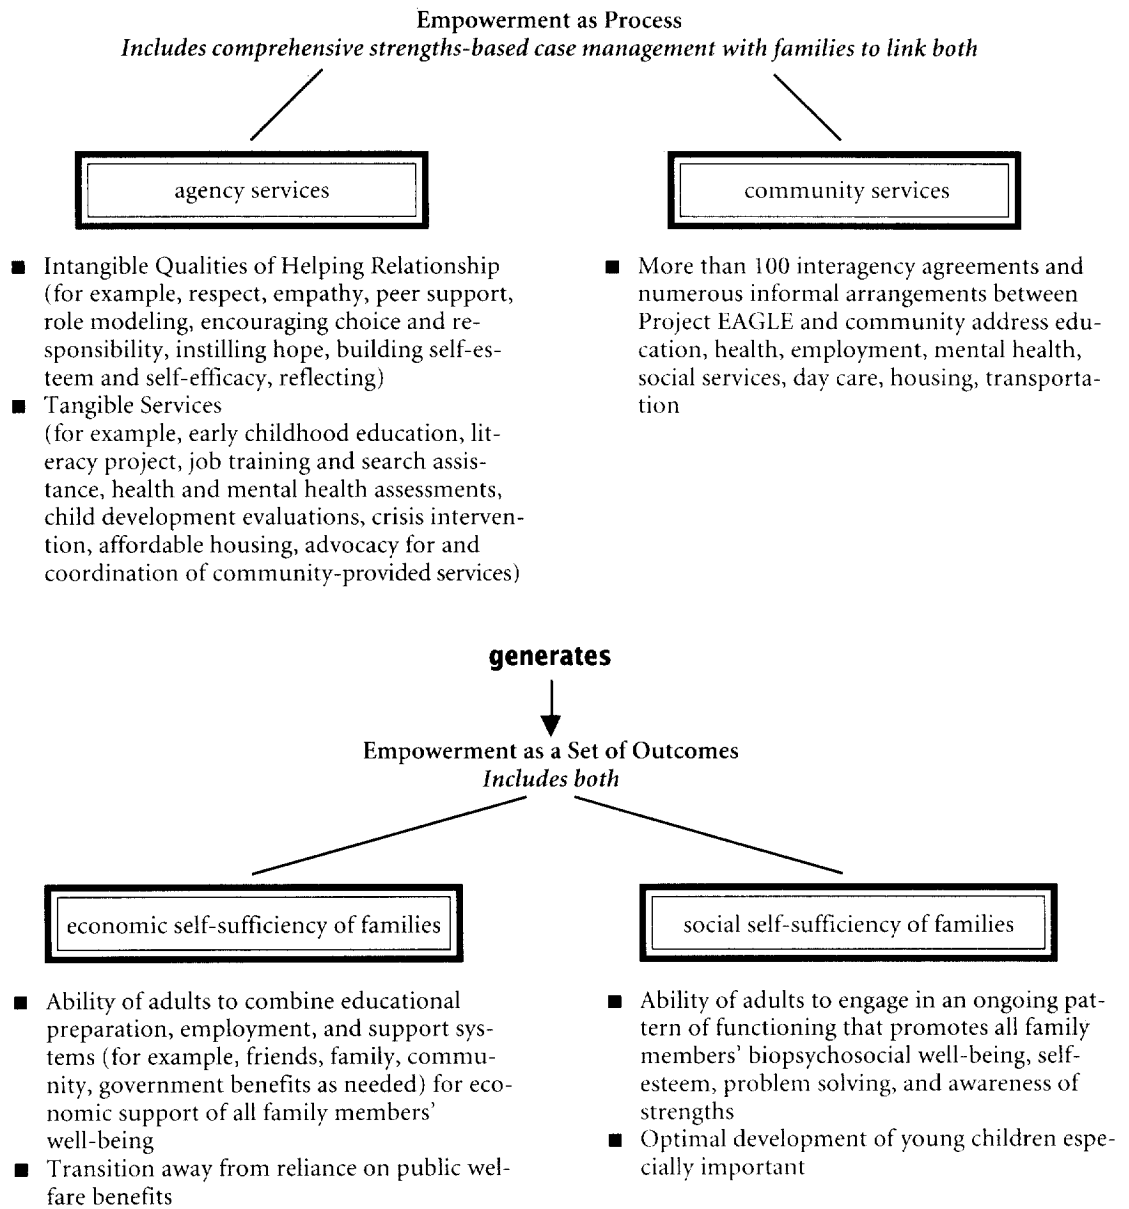 Empowerment as Process
Includes comprehensive strengths-based case management with families to link both
agency services
community services
■ Intangible Qualities of Helping Relationship
(for example, respect, empathy, peer support,
role modeling, encouraging choice and re-
sponsibility, instilling hope, building self-es-
teem and self-efficacy, reflecting)
■ Tangible Services
(for example, early childhood education, lit-
eracy project, job training and search assis-
tance, health and mental health assessments,
child development evaluations, crisis interven-
tion, affordable housing, advocacy for and
coordination of community-provided services)
■ More than 100 interagency agreements and
numerous informal arrangements between
Project EAGLE and community address edu-
cation, health, employment, mental health,
social services, day care, housing, transporta-
tion
generates
Empowerment as a Set of Outcomes
Includes both
economic self-sufficiency of families
social self-sufficiency of families
■ Ability of adults to combine educational
preparation, employment, and support sys-
tems (for example, friends, family, commu-
nity, government benefits as needed) for eco-
nomic support of all family members'
well-being
■ Transition away from reliance on public wel-
fare benefits
■ Ability of adults to engage in an ongoing pat-
tern of functioning that promotes all family
members' biopsychosocial well-being, self-
esteem, problem solving, and awareness of
strengths
■ Optimal development of young children espe-
cially important